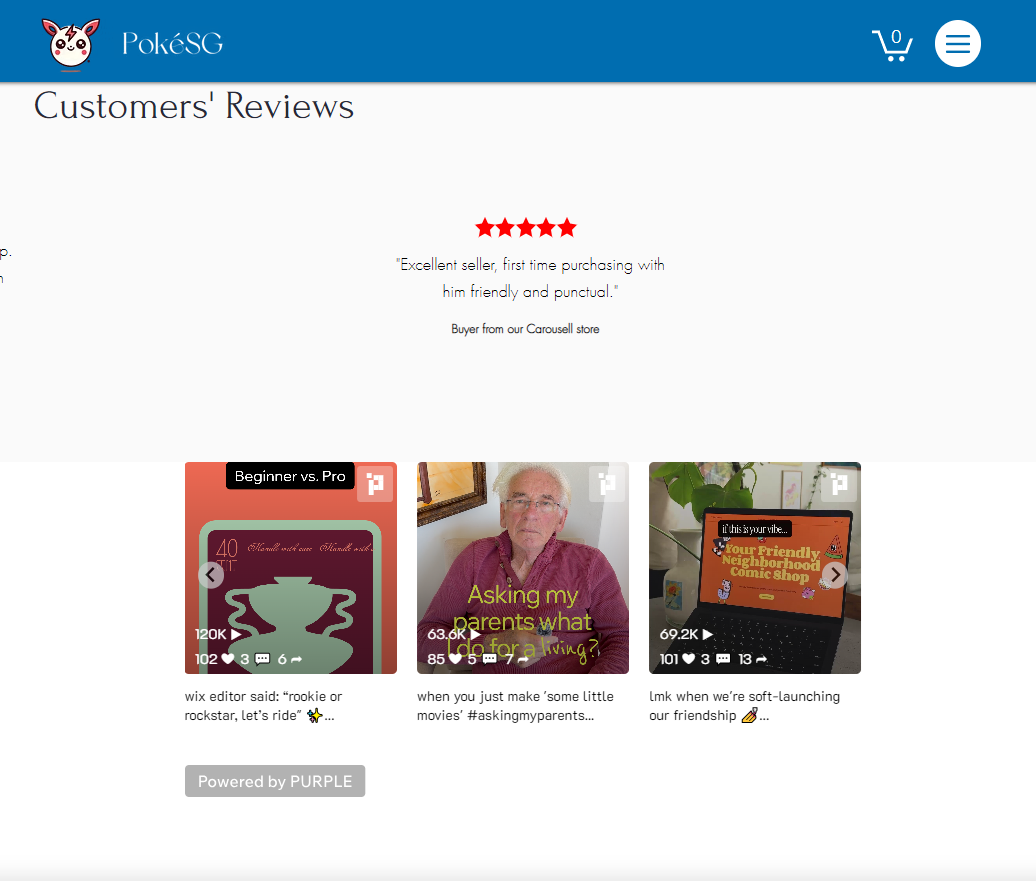 PokéSG
0
Customers' Reviews
p.
"Excellent seller, first time purchasing with
him friendly and punctual."
Buyer from our Carousell store
Beginner vs. Pro
40
Handle with care Handle with
120K
102 3 6
wix editor said: “rookie or
rockstar, let’s ride” ✨...
Asking my
parents what
I do for a living?
63.6K
85 5 7
when you just make 'some little
movies' #askingmyparents...
if this is your vibe...
Your Friendly
Neighborhood
Comic Shop
69.2K
101 3 13
lmk when we're soft-launching
our friendship 💅...
Powered by PURPLE